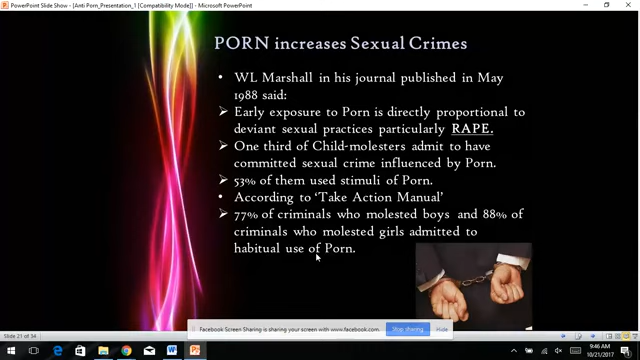 PowerPoint Slide Show - [Anti Porn_Presentation_1 [Compatibility Mode]] - Microsoft PowerPoint
PORN increases Sexual Crimes
• WL Marshall in his journal published in May
1988 said:
➢ Early exposure to Porn is directly proportional to
deviant sexual practices particularly RAPE.
➢ One third of Child-molesters admit to have
committed sexual crime influenced by Porn.
➢ 53% of them used stimuli of Porn.
• According to ‘Take Action Manual’
➢ 77% of criminals who molested boys and 88% of
criminals who molested girls admitted to
habitual use of Porn.
Facebook Screen Sharing is sharing your screen with www.facebook.com.
Stop sharing
Hide
Slide 21 of 34
9:46 AM
10/21/2017